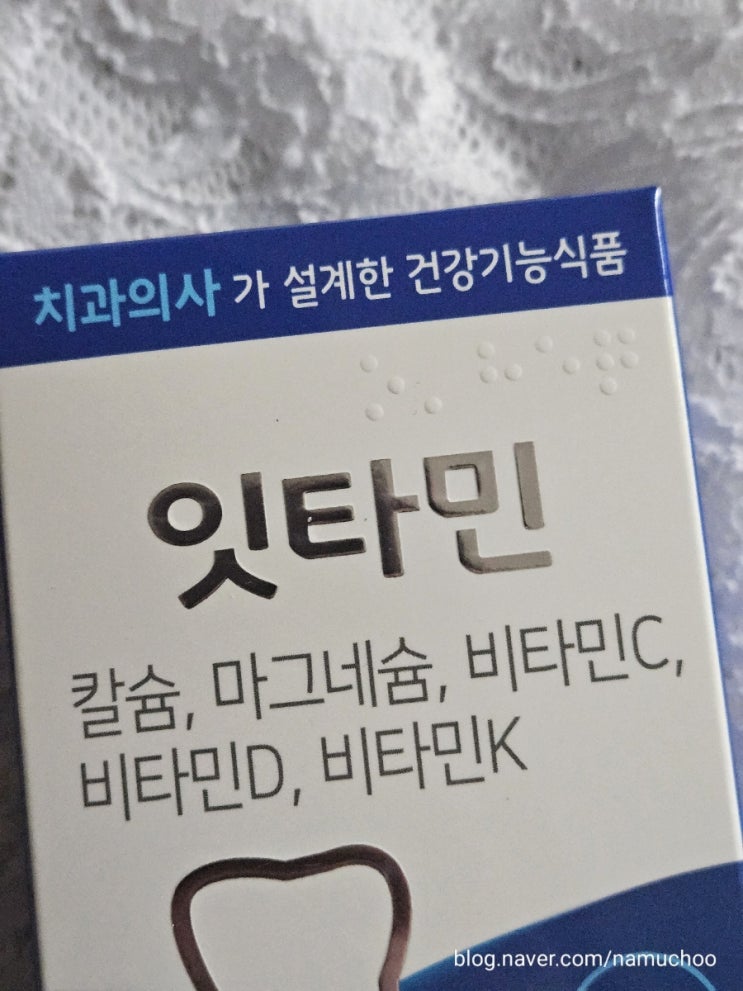 치과의사가 설계한 건강기능식품
잇타민
칼슘, 마그네슘, 비타민C,
비타민D, 비타민K
blog.naver.com/namuchoo